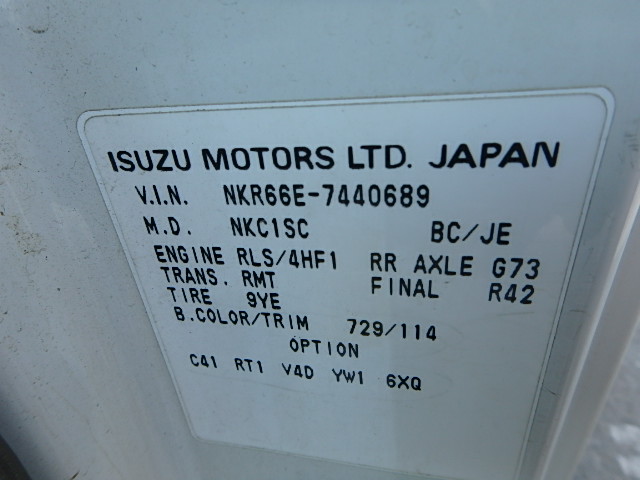 ISUZU MOTORS LTD. JAPAN
V.I.N. NKR66E-7440689
M.D. NKC1SC BC/JE
ENGINE RLS/4HF1 RR AXLE G73
TRANS. RMT FINAL R42
TIRE 9YE
B.COLOR/TRIM 729/114
OPTION
C41 RT1 V4D YW1 6XQ